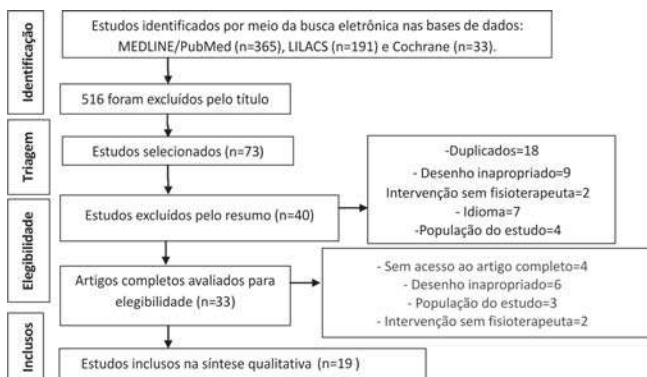 Identificação
Estudos identificados por meio da busca eletrônica nas bases de dados:
MEDLINE/PubMed (n=365), LILACS (n=191) e Cochrane (n=33).
516 foram excluídos pelo título
Triagem
Estudos selecionados (n=73)
-Duplicados=18
- Desenho inapropriado=9
Intervenção sem fisioterapeuta=2
- Idioma=7
-População do estudo=4
Elegibilidade
Estudos excluídos pelo resumo (n=40)
Artigos completos avaliados para
elegibilidade (n=33)
- Sem acesso ao artigo completo=4
- Desenho inapropriado=6
- População do estudo=3
- Intervenção sem fisioterapeuta=2
Inclusos
Estudos inclusos na síntese qualitativa (n=19 )